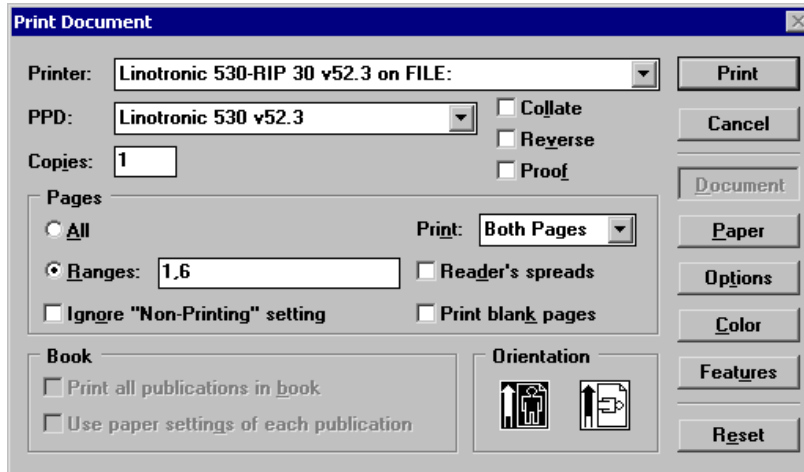 Print Document
Printer: Linotronic 530-RIP 30 v52.3 on FILE: Print
PPD: Linotronic 530 v52.3 Collate Cancel
Reverse
Copies: 1 Proof
Document
Pages
All Print: Both Pages Paper
Ranges: 1,6 Reader's spreads Options
Ignore "Non-Printing" setting Print blank pages Color
Book Orientation
Print all publications in book Features
Use paper settings of each publication Reset